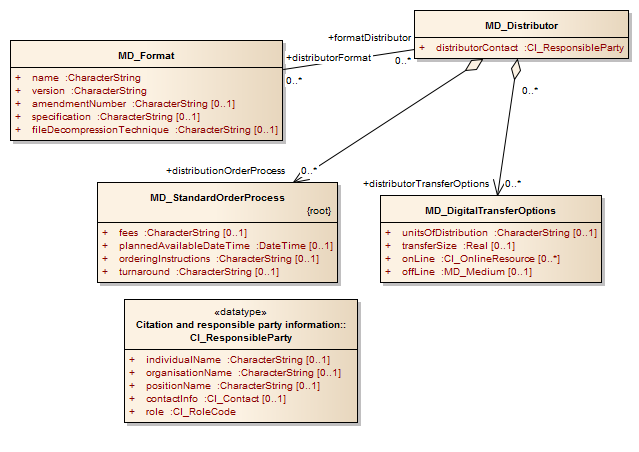 MD_Distributor
+ distributorContact :CI_ResponsibleParty
+formatDistributor
0..*
+distributorFormat
0..*
MD_Format
+ name :CharacterString
+ version :CharacterString
+ amendmentNumber :CharacterString [0..1]
+ specification :CharacterString [0..1]
+ fileDecompressionTechnique :CharacterString [0..1]
0..*
+distributionOrderProcess 0..*
+distributorTransferOptions 0..*
MD_StandardOrderProcess
{root}
+ fees :CharacterString [0..1]
+ plannedAvailableDateTime :DateTime [0..1]
+ orderingInstructions :CharacterString [0..1]
+ turnaround :CharacterString [0..1]
MD_DigitalTransferOptions
+ unitsOfDistribution :CharacterString [0..1]
+ transferSize :Real [0..1]
+ onLine :CI_OnlineResource [0..*]
+ offLine :MD_Medium [0..1]
«datatype»
Citation and responsible party information::
CI_ResponsibleParty
+ individualName :CharacterString [0..1]
+ organisationName :CharacterString [0..1]
+ positionName :CharacterString [0..1]
+ contactInfo :CI_Contact [0..1]
+ role :CI_RoleCode